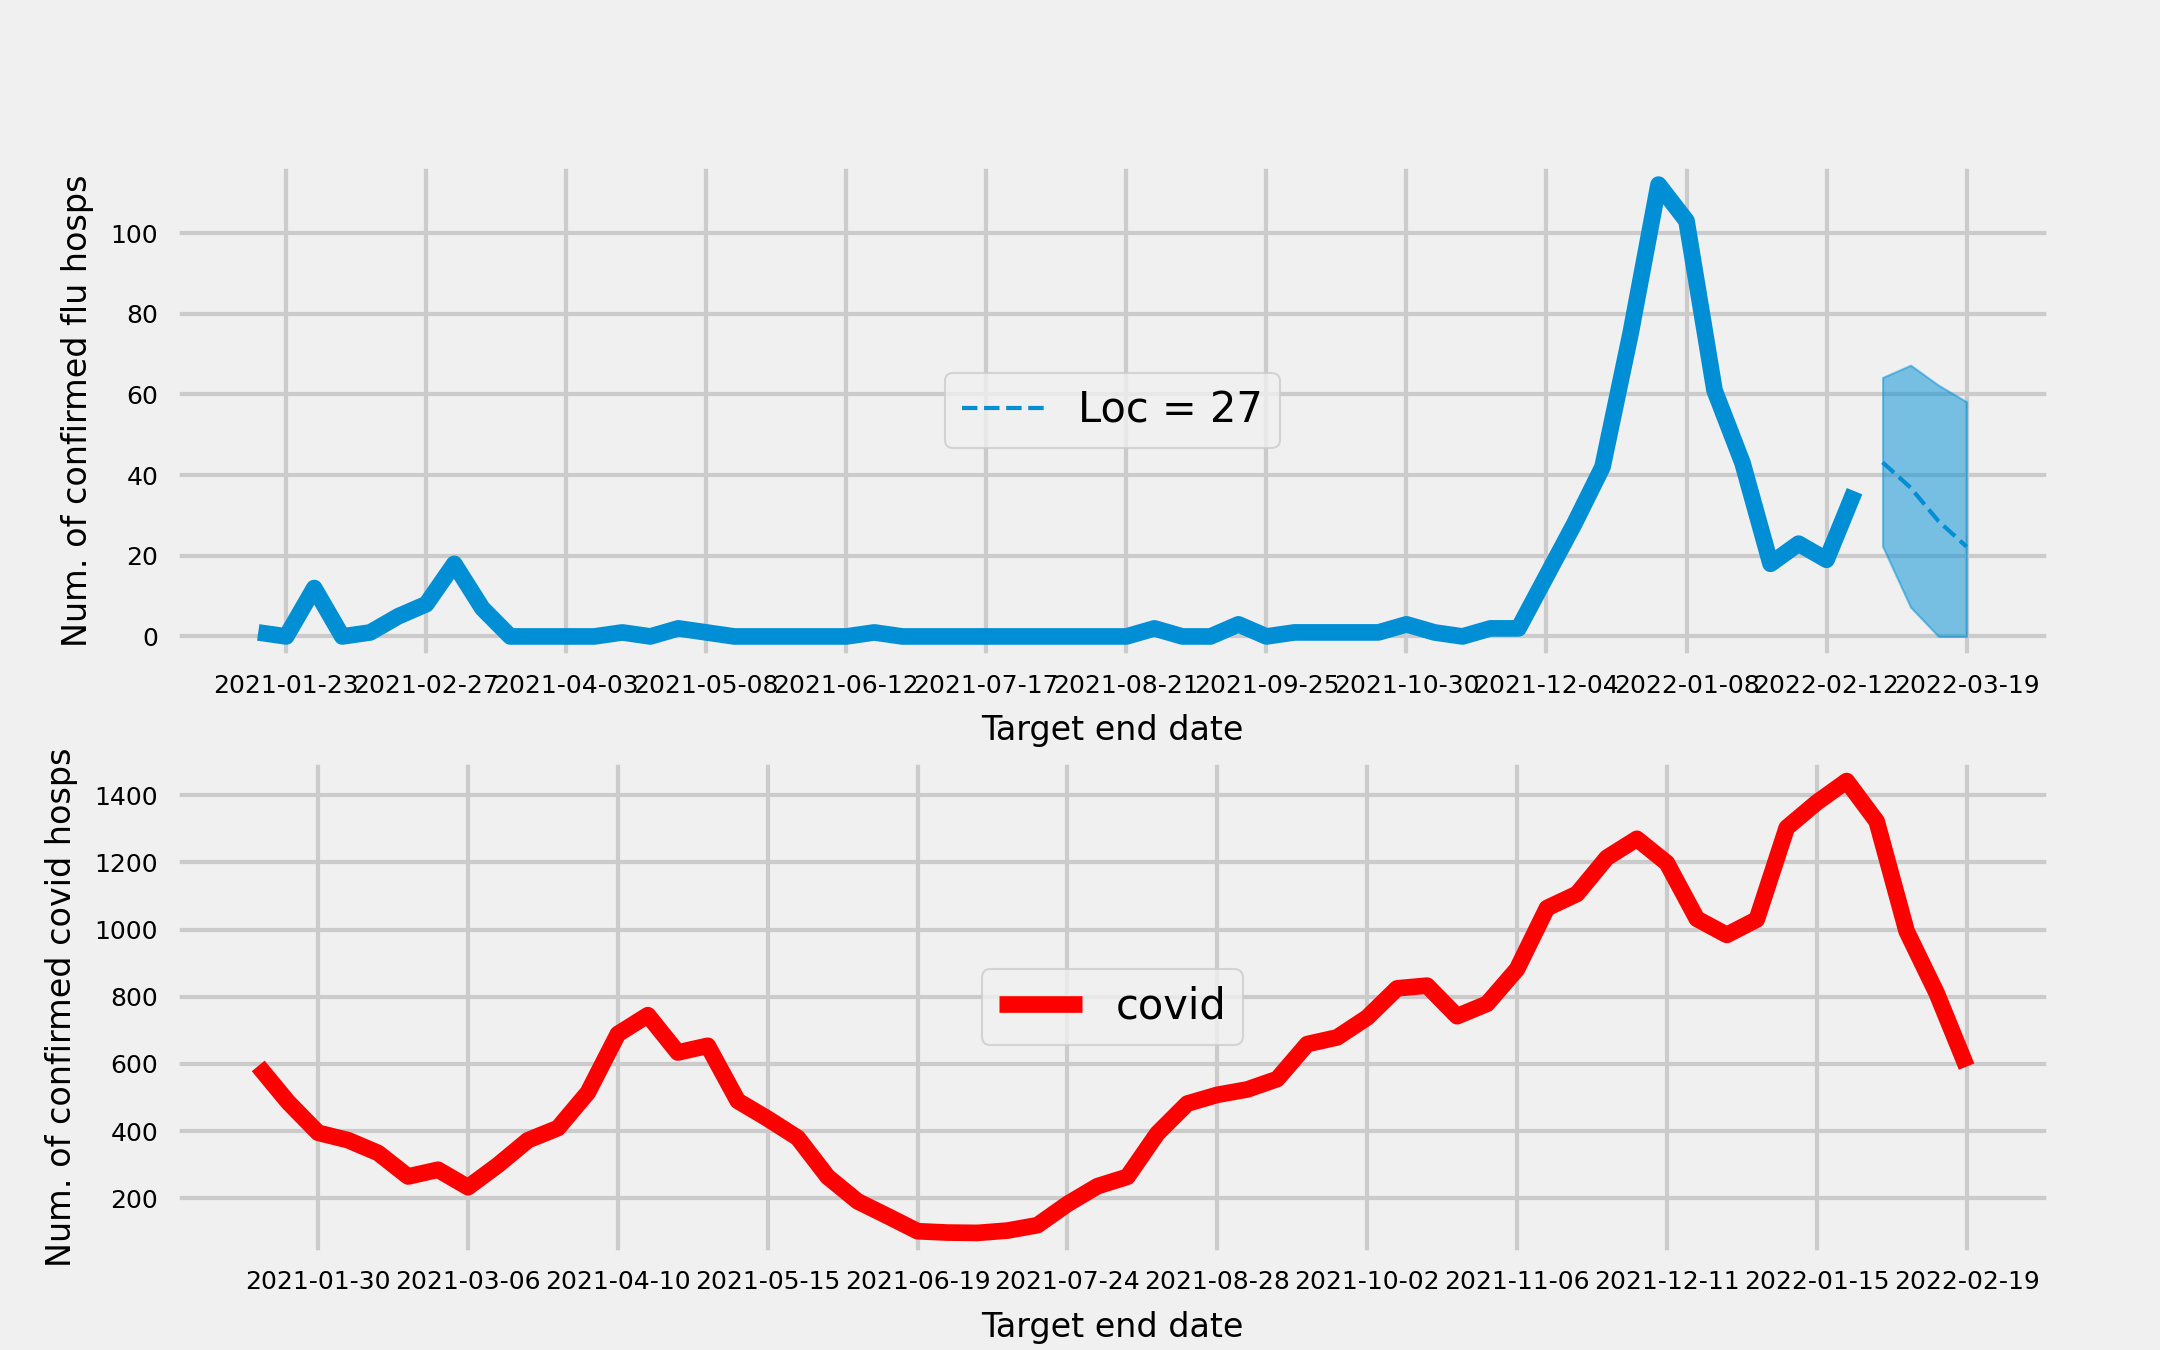 Num. of confirmed flu hosps
100
80
60
40
20
0
Loc = 27
2021-01-23 2021-02-27 2021-04-03 2021-05-08 2021-06-12 2021-07-17 2021-08-21 2021-09-25 2021-10-30 2021-12-04 2022-01-08 2022-02-12 2022-03-19
Target end date
Num. of confirmed covid hosps
1400
1200
1000
800
600
400
200
covid
2021-01-30 2021-03-06 2021-04-10 2021-05-15 2021-06-19 2021-07-24 2021-08-28 2021-10-02 2021-11-06 2021-12-11 2022-01-15 2022-02-19
Target end date